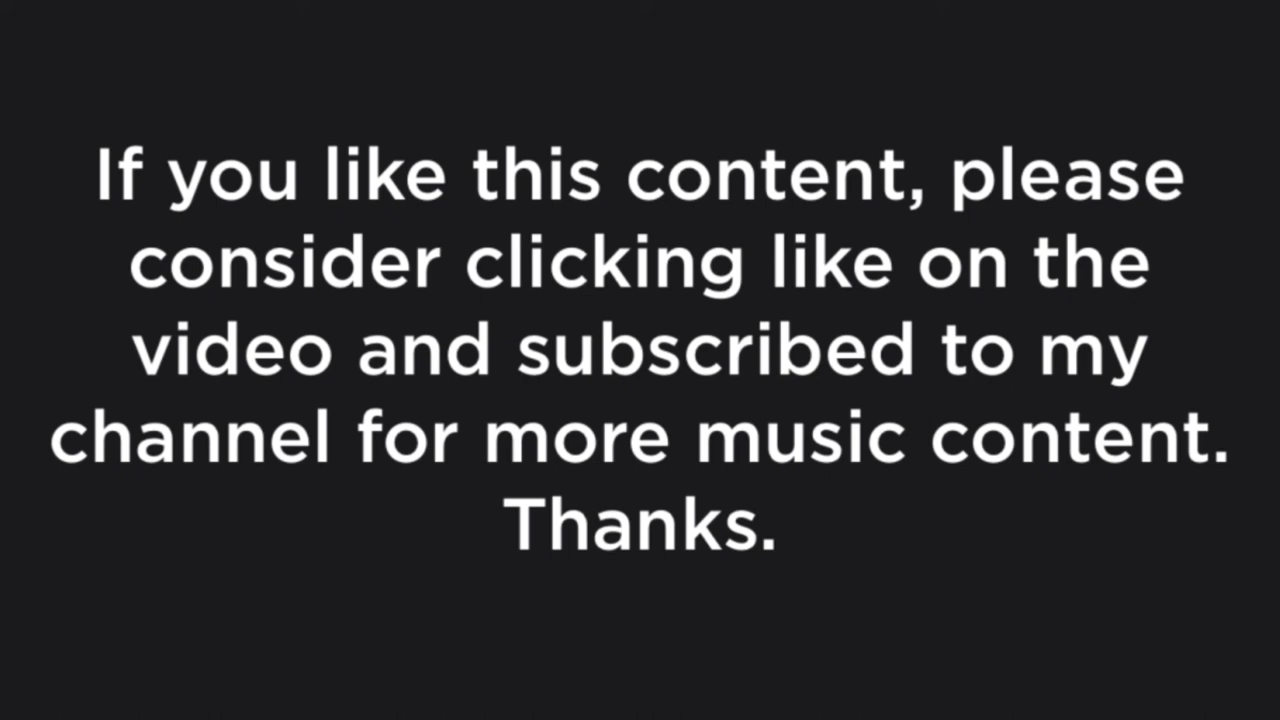 If you like this content, please
consider clicking like on the
video and subscribed to my
channel for more music content.
Thanks.